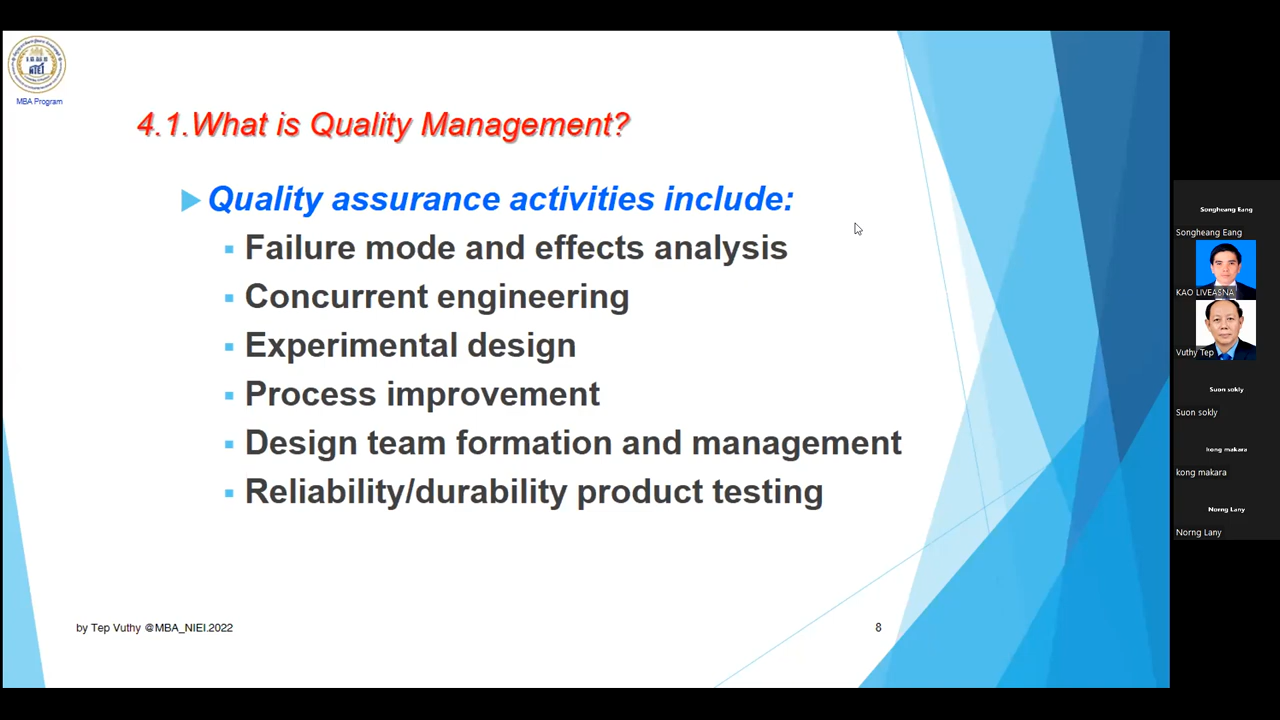 NIEI
MBA Program
4.1.What is Quality Management?
Quality assurance activities include:
Failure mode and effects analysis
Concurrent engineering
Experimental design
Process improvement
Design team formation and management
Reliability/durability product testing
by Tep Vuthy @MBA_NIEI.2022
8
Songheang Eang
Songheang Eang
KAO LIVEASNA
Vuthy Tep
Suon sokly
Suon sokly
kong makara
kong makara
Norng Lany
Norng Lany